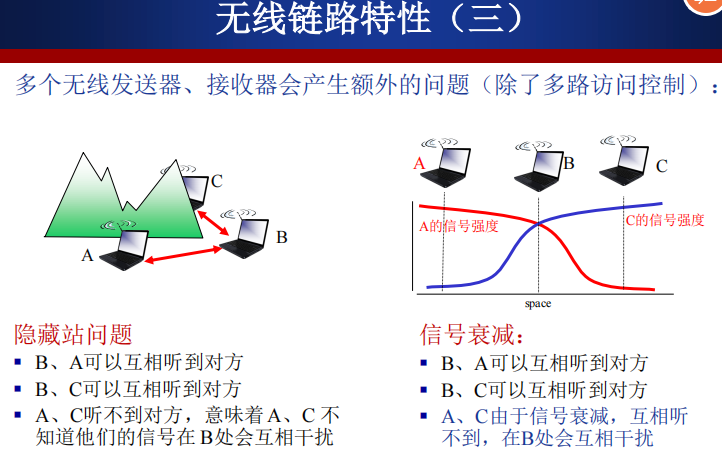 无线链路特性（三）
多个无线发送器、接收器会产生额外的问题（除了多路访问控制）：
C
A
B
A
B
C
A的信号强度
C的信号强度
space
隐藏站问题
B、A可以互相听到对方
B、C可以互相听到对方
A、C听不到对方，意味着A、C 不
知道他们的信号在 B处会互相干扰
信号衰减：
B、A可以互相听到对方
B、C可以互相听到对方
A、C由于信号衰减，互相听
不到，在B处会互相干扰